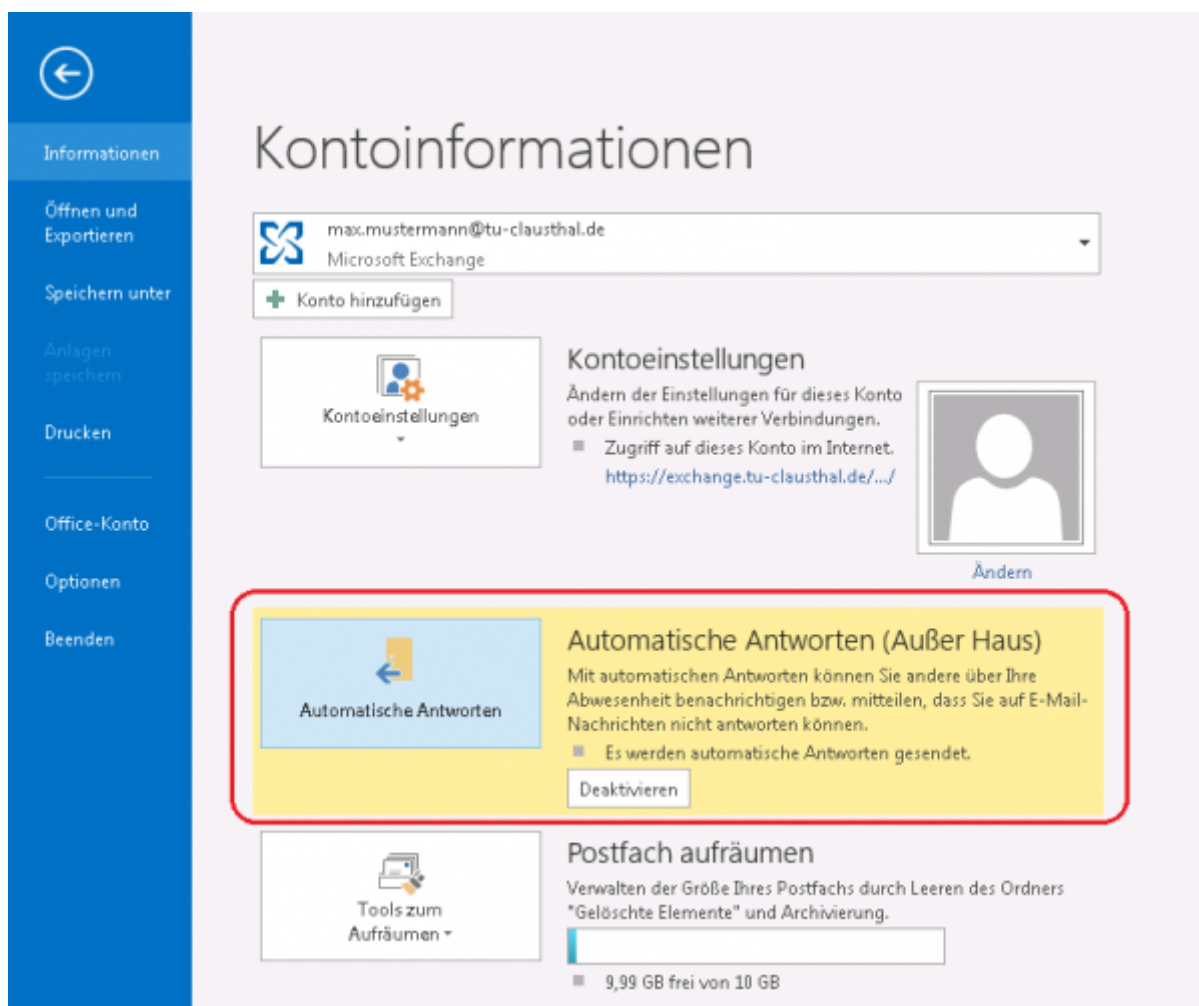 Informationen
Öffnen und
Exportieren
Speichern unter
Anlagen
speichern
Drucken
Office-Konto
Optionen
Beenden
Kontoinformationen
max.mustermann@tu-clausthal.de
Microsoft Exchange
Konto hinzufügen
Kontoeinstellungen
Kontoeinstellungen
Ändern der Einstellungen für dieses Konto
oder Einrichten weiterer Verbindungen.
Zugriff auf dieses Konto im Internet.
https://exchange.tu-clausthal.de/.../
Ändern
Automatische Antworten
Automatische Antworten (Außer Haus)
Mit automatischen Antworten können Sie andere über Ihre
Abwesenheit benachrichtigen bzw. mitteilen, dass Sie auf E-Mail-
Nachrichten nicht antworten können.
Es werden automatische Antworten gesendet.
Deaktivieren
Tools zum
Aufräumen
Postfach aufräumen
Verwalten der Größe Ihres Postfachs durch Leeren des Ordners
"Gelöschte Elemente" und Archivierung.
9,99 GB frei von 10 GB